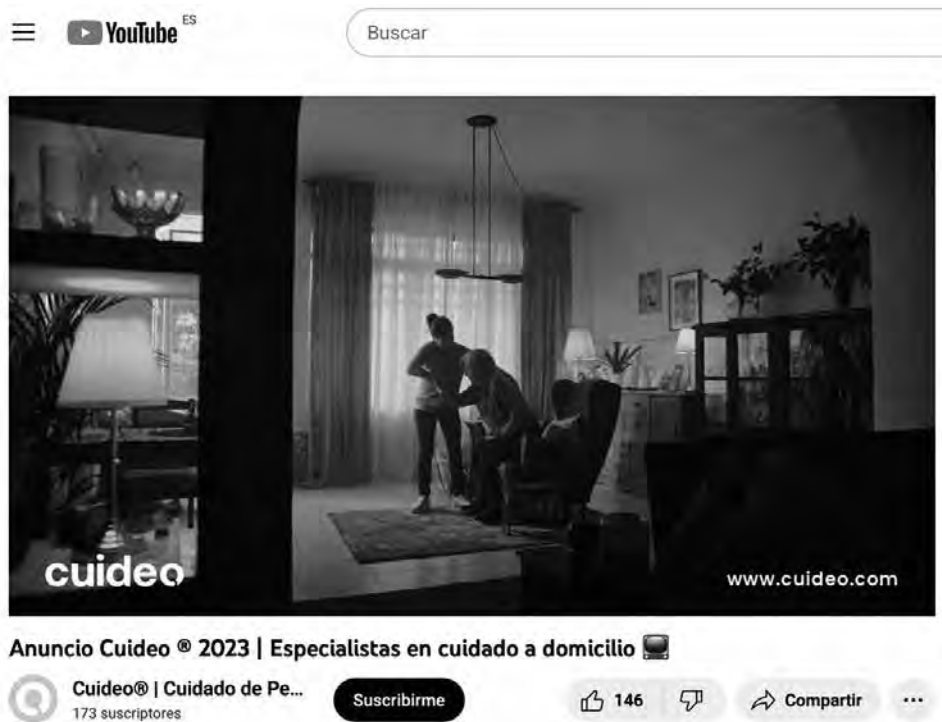 YouTube ES
Buscar
cuideo
www.cuideo.com
Anuncio Cuideo ® 2023 | Especialistas en cuidado a domicilio
Cuideo® | Cuidado de Pe...
173 suscriptores
Suscribirme
146
Compartir